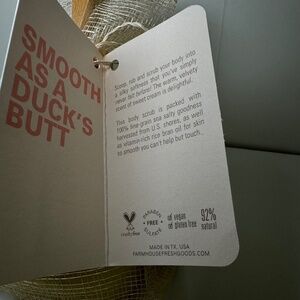 SMOOTH
AS A
DUCK'S
BUTT
Scoop, rub and scrub your body into
a silky softness that you've simply
never had before! The warm, velvety
scent of sweet cream is delightful.
This body scrub is packed with
100% fine-grain sea salty goodness
harvested from U.S. shores, as well
as vitamin-rich rice bran oil for skin
so smooth you can't help but touch...
cruelty free
PARABEN
FREE
SULFATE
vegan
gluten free
92%
natural
MADE IN TX, USA
FARMHOUSEFRESHGOODS.COM